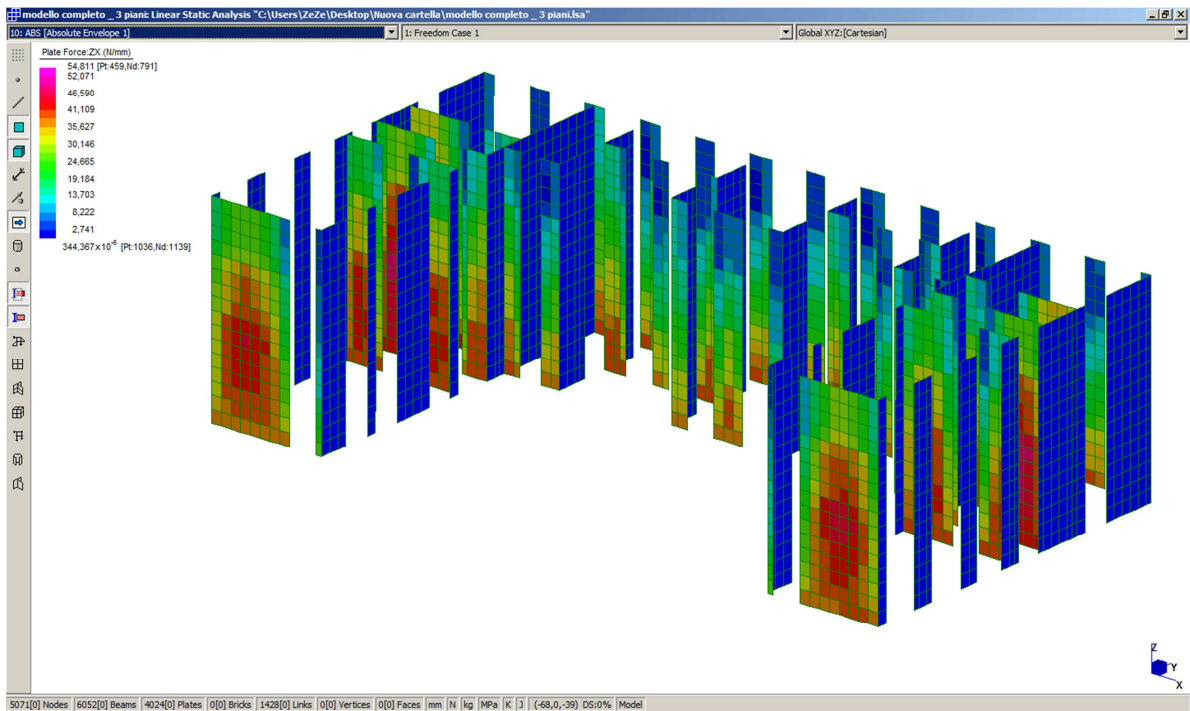 modello completo _ 3 piani: Linear Static Analysis "C:\Users\ZeZe\Desktop\Nuova cartella\modello completo _ 3 piani.lsa"
10: ABS [Absolute Envelope 1] 1: Freedom Case 1 Global XYZ:[Cartesian]
Plate Force:ZX (N/mm)
54,811 [Pt:459,Nd:791]
52,071
46,590
41,109
35,627
30,146
24,665
19,184
13,703
8,222
2,741
344,367x10⁻⁶ [Pt:1036,Nd:1139]
Z
Y
X
5071[0] Nodes 6052[0] Beams 4024[0] Plates 0[0] Bricks 1428[0] Links 0[0] Vertices 0[0] Faces mm N kg MPa K J (-68,0,-39) DS:0% Model